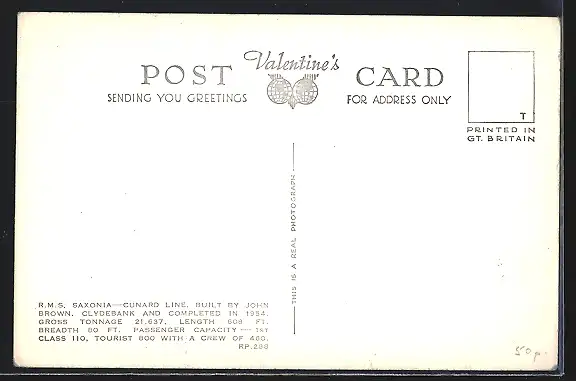 Valentine's
POST CARD
SENDING YOU GREETINGS FOR ADDRESS ONLY
T
PRINTED IN
GT. BRITAIN
THIS IS A REAL PHOTOGRAPH
R.M.S. SAXONIA—CUNARD LINE. BUILT BY JOHN
BROWN, CLYDEBANK AND COMPLETED IN 1954.
GROSS TONNAGE 21,637, LENGTH 608 FT.
BREADTH 80 FT. PASSENGER CAPACITY — 1ST
CLASS 110, TOURIST 800 WITH A CREW OF 460.
RP.286
50p.